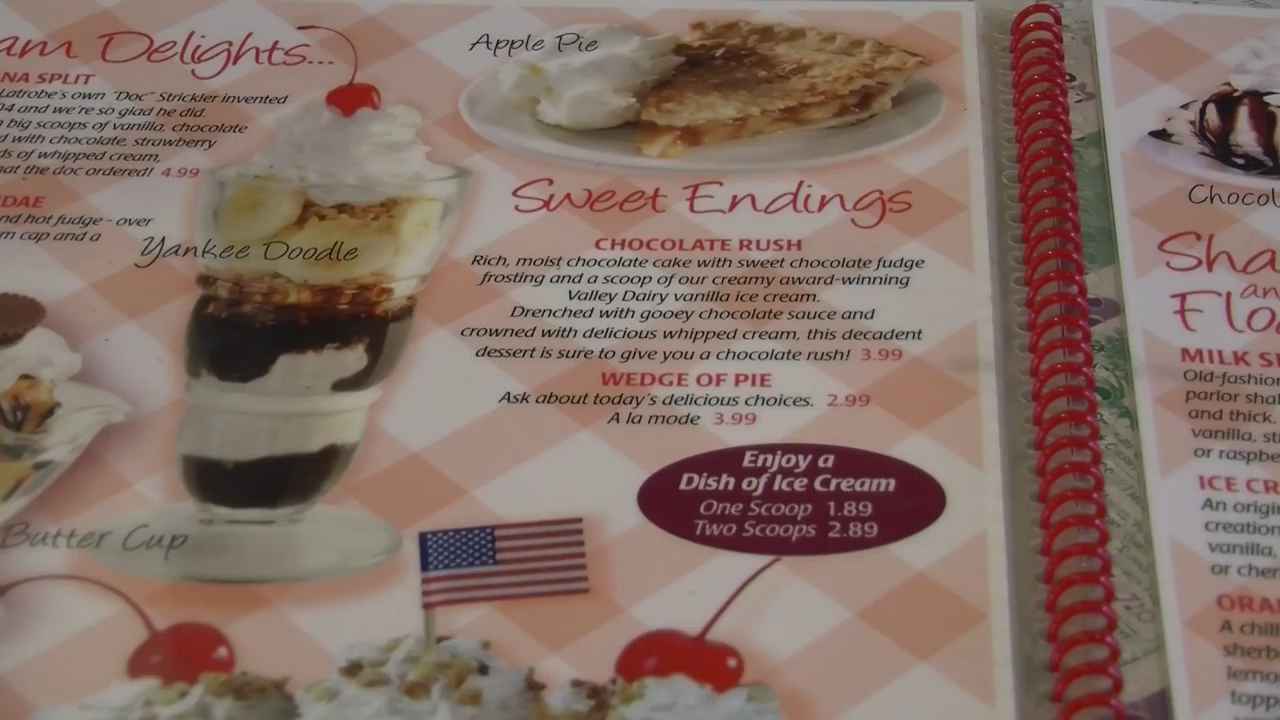 am Delights...
NA SPLIT
Latrobe's own "Doc" Strickler invented
04 and we're so glad he did.
big scoops of vanilla, chocolate
d with chocolate, strawberry
ds of whipped cream,
at the doc ordered! 4.99
DAE
nd hot fudge - over
m cap and a
Yankee Doodle
Butter Cup
Apple Pie
Sweet Endings
CHOCOLATE RUSH
Rich, moist chocolate cake with sweet chocolate fudge
frosting and a scoop of our creamy award-winning
Valley Dairy vanilla ice cream.
Drenched with gooey chocolate sauce and
crowned with delicious whipped cream, this decadent
dessert is sure to give you a chocolate rush! 3.99
WEDGE OF PIE
Ask about today's delicious choices. 2.99
A la mode 3.99
Enjoy a
Dish of Ice Cream
One Scoop 1.89
Two Scoops 2.89
Chocol
Sha
an
Flo
MILK S
Old-fashion
parlor sha
and thick.
vanilla, st
or raspbe
ICE CR
An origin
creation
vanilla,
or cher
ORA
A chill
sherb
lemo
topp